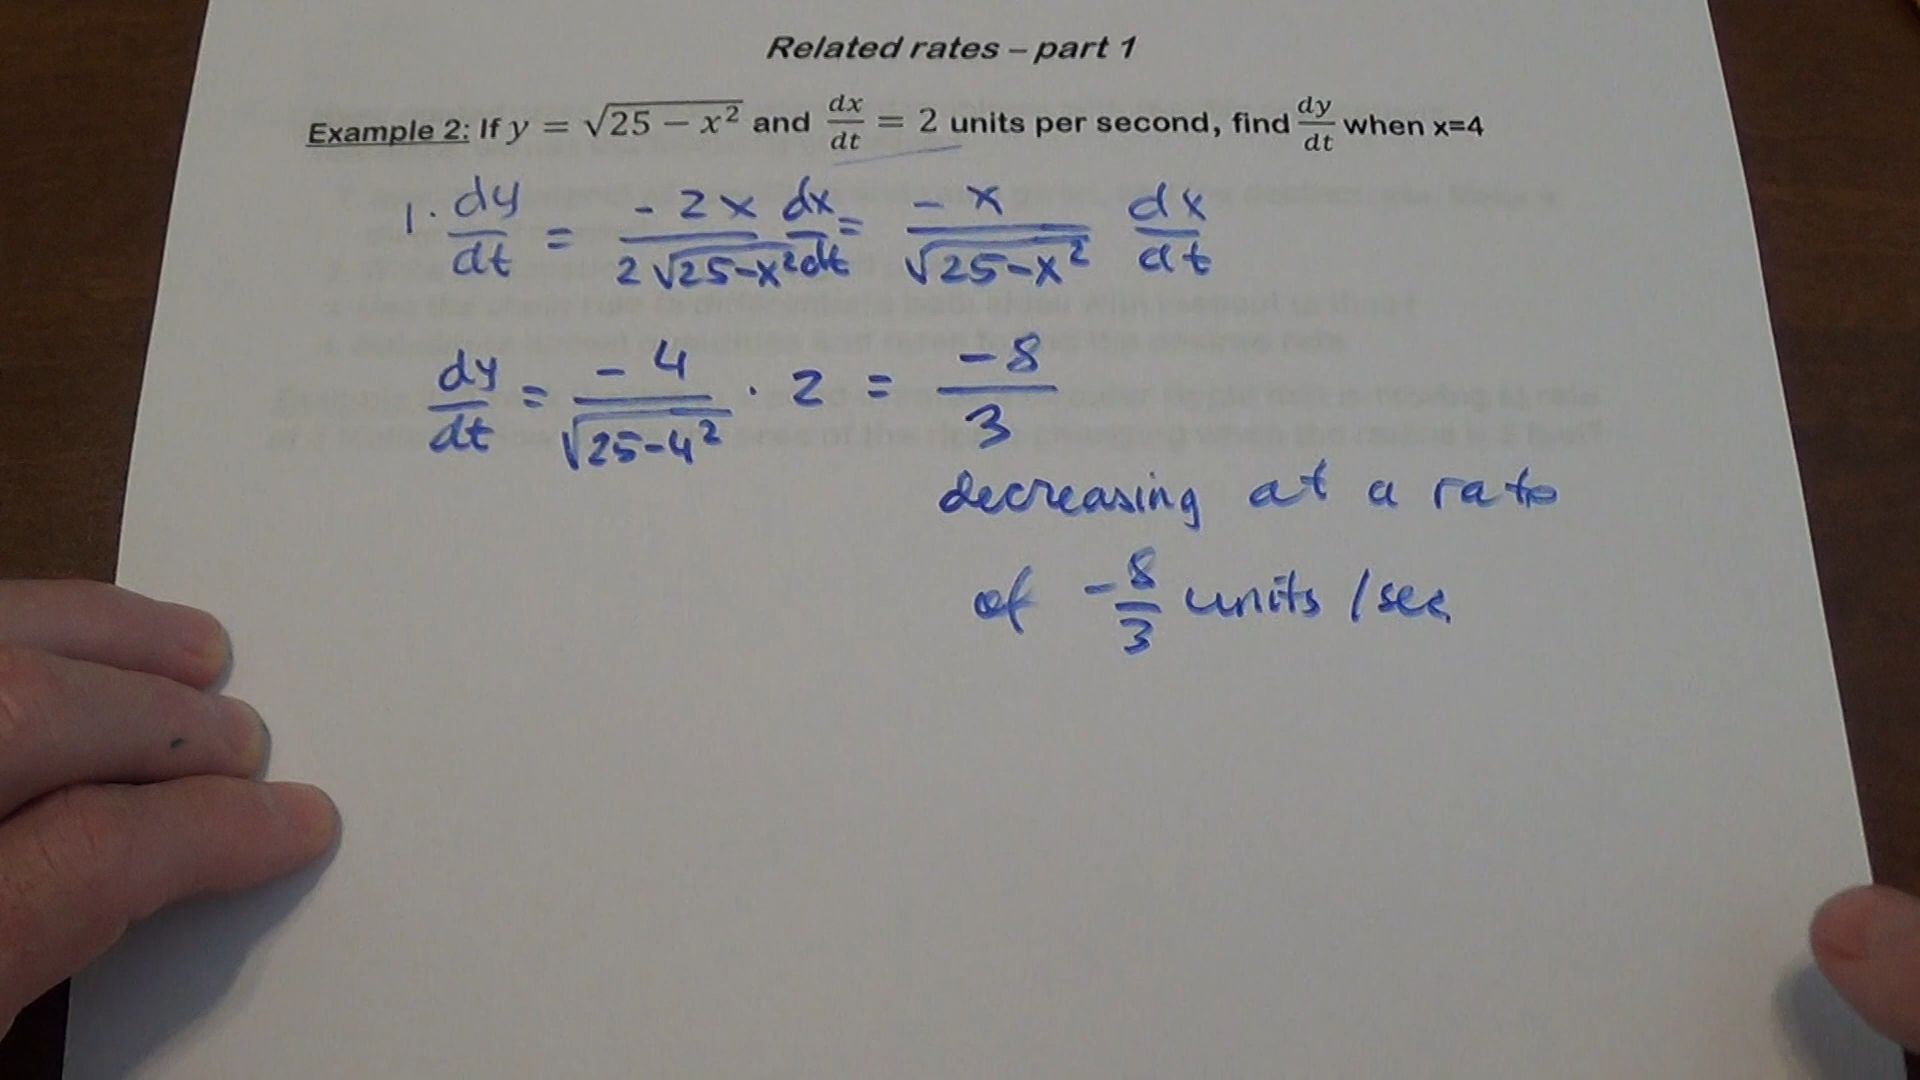 Related rates – part 1
Example 2: If y = √25 − x² and dx/dt = 2 units per second, find dy/dt when x=4
1. dy/dt = -2x/2√25-x² dx/dt = -x/√25-x² dx/dt
dy/dt = -4/√25-4² · 2 = -8/3
decreasing at a rate
of -8/3 units/sec